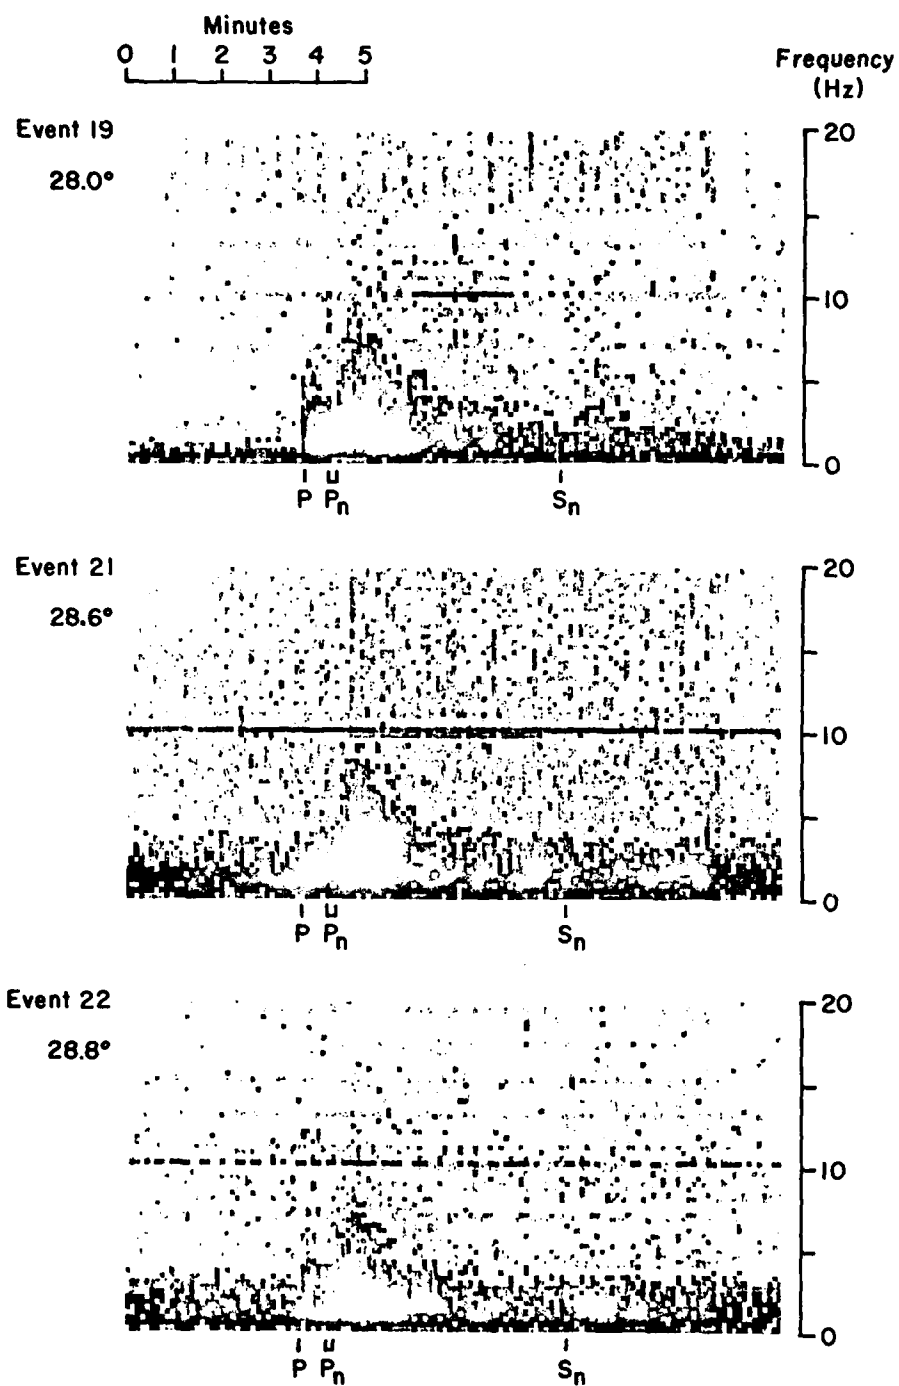 Minutes
0 1 2 3 4 5
Frequency
(Hz)
Event 19
28.0°
20
10
0
P Pn Sn
Event 21
28.6°
20
10
0
P Pn Sn
Event 22
28.8°
20
10
0
P Pn Sn